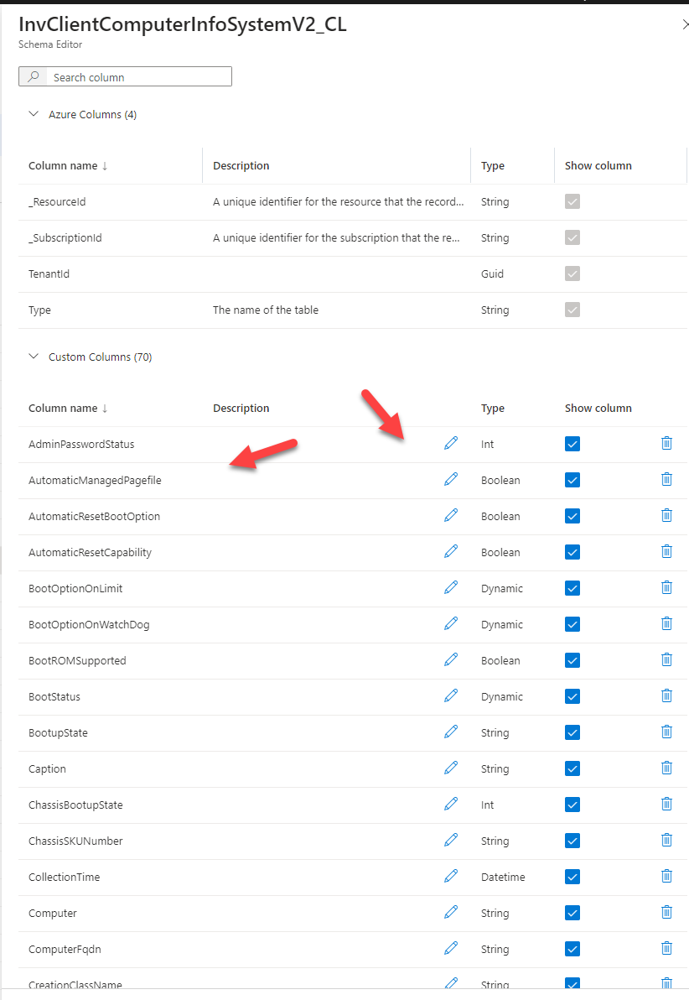 InvClientComputerInfoSystemV2_CL
Schema Editor
Search column
Azure Columns (4)
Column name ↓ Description Type Show column
_ResourceId A unique identifier for the resource that the record... String
_SubscriptionId A unique identifier for the subscription that the re... String
TenantId Guid
Type The name of the table String
Custom Columns (70)
Column name ↓ Description Type Show column
AdminPasswordStatus Int
AutomaticManagedPagefile Boolean
AutomaticResetBootOption Boolean
AutomaticResetCapability Boolean
BootOptionOnLimit Dynamic
BootOptionOnWatchDog Dynamic
BootROMSupported Boolean
BootStatus Dynamic
BootupState String
Caption String
ChassisBootupState Int
ChassisSKUNumber String
CollectionTime Datetime
Computer String
ComputerFqdn String
CreationClassName String